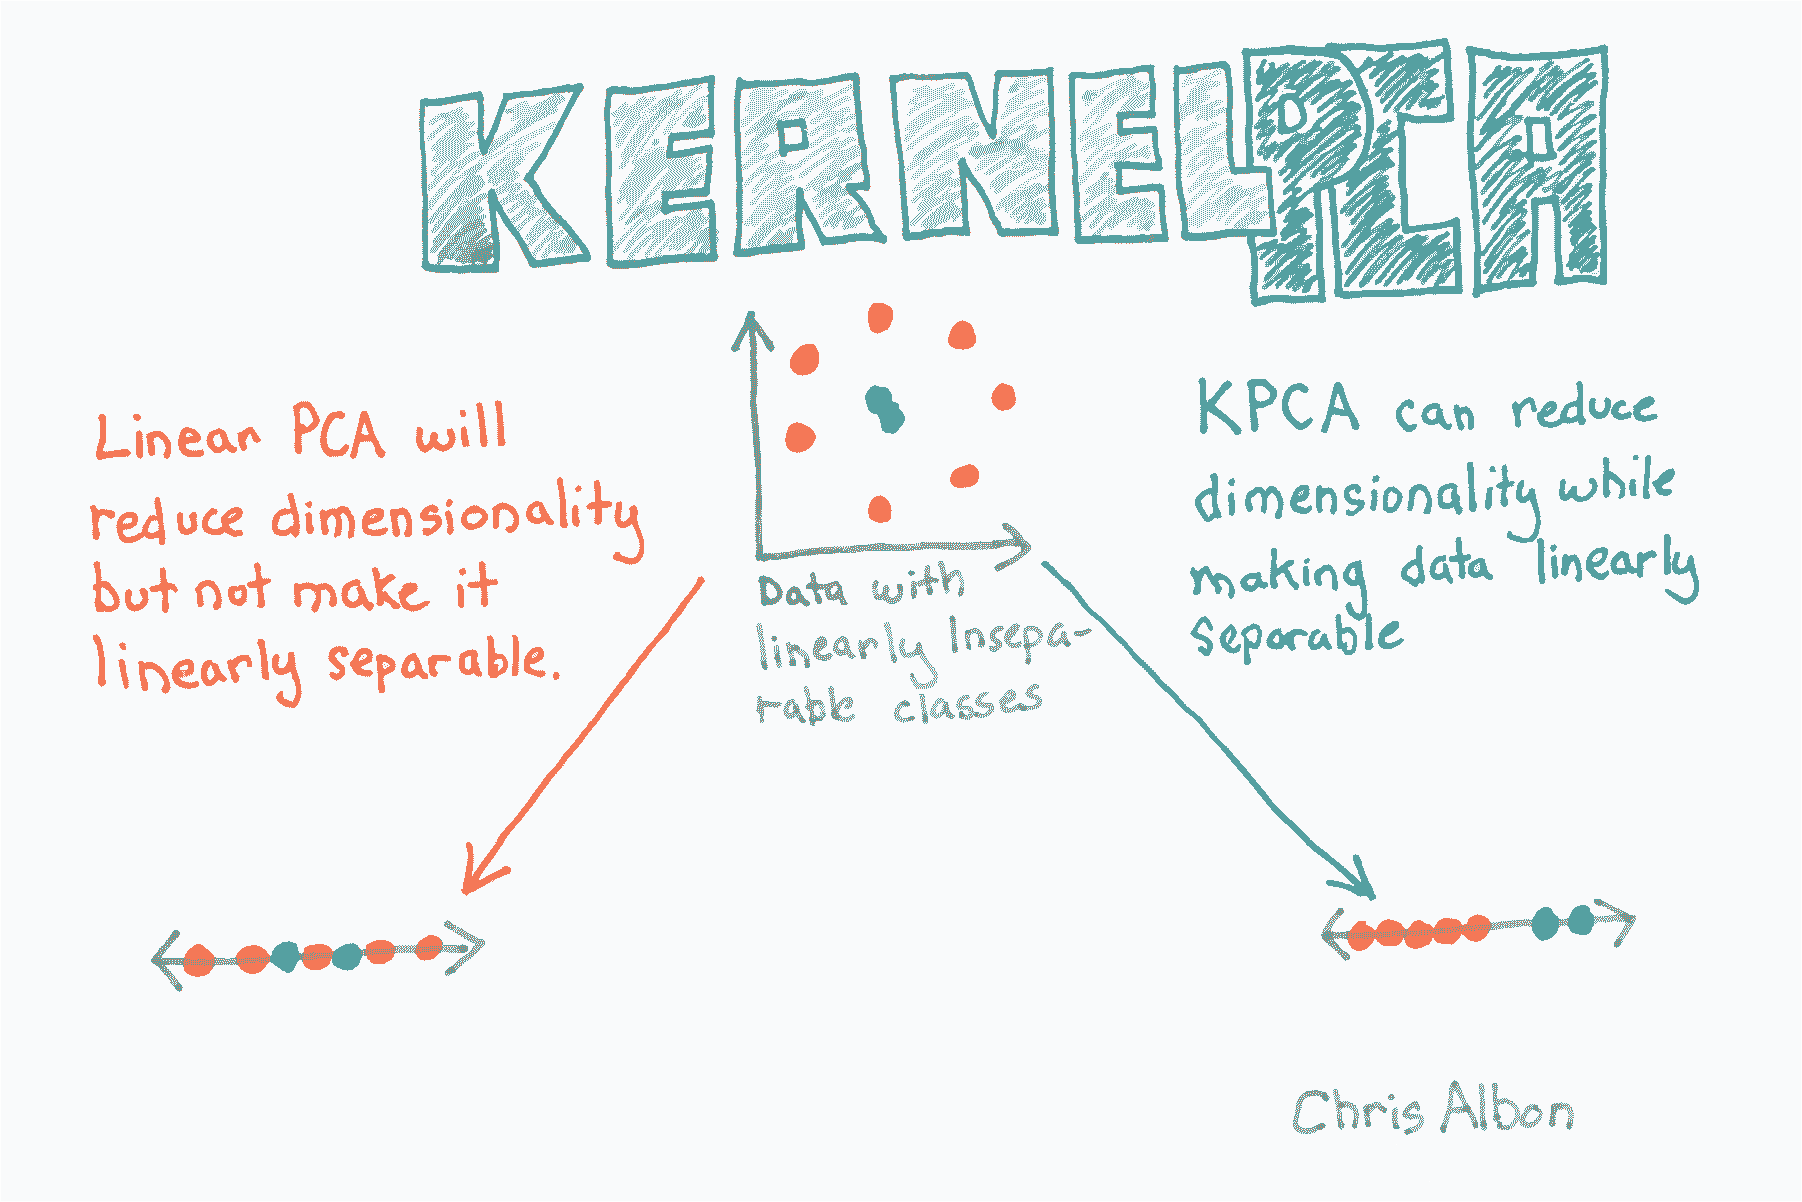 KERNEL PCA
Linear PCA will
reduce dimensionality
but not make it
linearly separable.
Data with
linearly Insepa-
rable classes
KPCA can reduce
dimensionality while
making data linearly
separable
Chris Albon